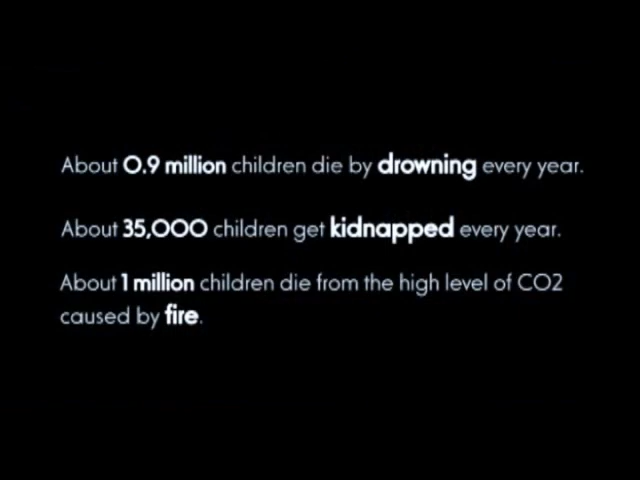 About 0.9 million children die by drowning every year.
About 35,000 children get kidnapped every year.
About 1 million children die from the high level of CO2
caused by fire.